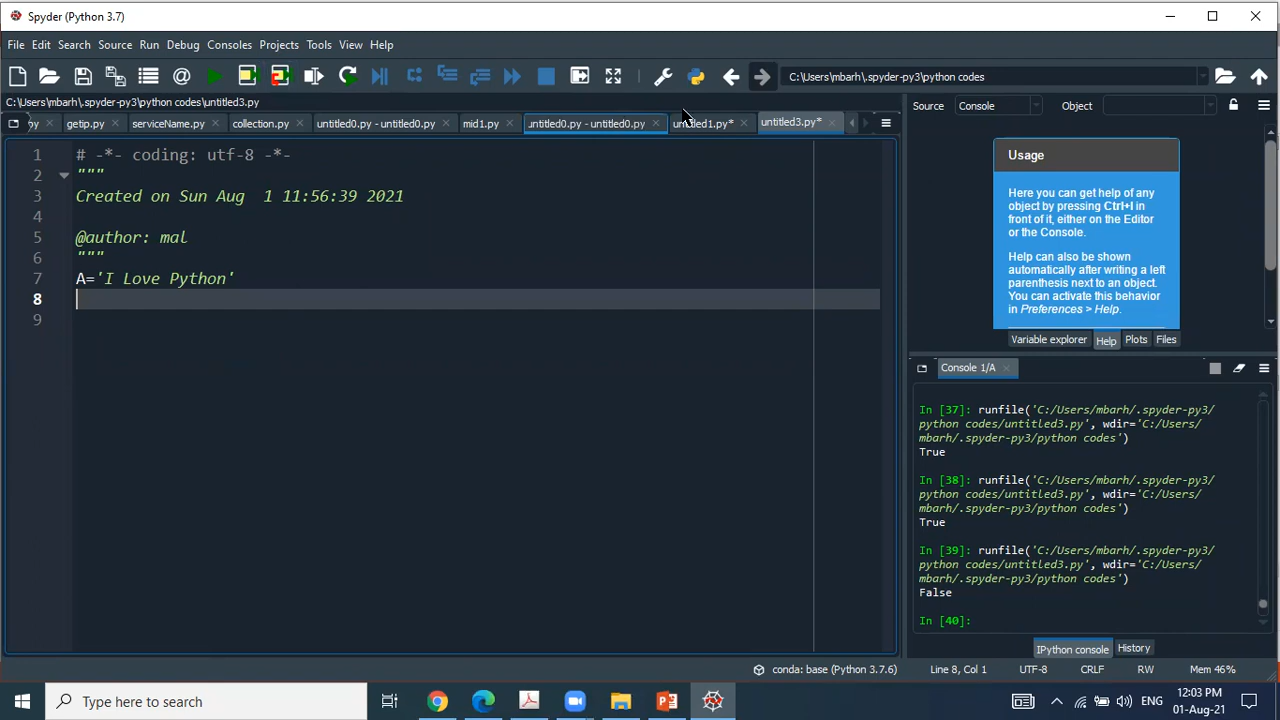 Spyder (Python 3.7)
File Edit Search Source Run Debug Consoles Projects Tools View Help
C:\Users\mbarh\.spyder-py3\python codes
C:\Users\mbarh\.spyder-py3\python codes\untitled3.py
Source Console Object
py getip.py serviceName.py collection.py untitled0.py - untitled0.py mid1.py untitled0.py - untitled0.py untitled1.py* untitled3.py*
1 # -*- coding: utf-8 -*-
2 """
3 Created on Sun Aug  1 11:56:39 2021
4
5 @author: mal
6 """
7 A='I Love Python'
8
9
Usage
Here you can get help of any
object by pressing Ctrl+I in
front of it, either on the Editor
or the Console.
Help can also be shown
automatically after writing a left
parenthesis next to an object.
You can activate this behavior
in Preferences > Help.
Variable explorer Help Plots Files
Console 1/A
In [37]: runfile('C:/Users/mbarh/.spyder-py3/
python codes/untitled3.py', wdir='C:/Users/
mbarh/.spyder-py3/python codes')
True
In [38]: runfile('C:/Users/mbarh/.spyder-py3/
python codes/untitled3.py', wdir='C:/Users/
mbarh/.spyder-py3/python codes')
True
In [39]: runfile('C:/Users/mbarh/.spyder-py3/
python codes/untitled3.py', wdir='C:/Users/
mbarh/.spyder-py3/python codes')
False
In [40]:
IPython console History
conda: base (Python 3.7.6) Line 8, Col 1 UTF-8 CRLF RW Mem 46%
Type here to search
ENG
12:03 PM
01-Aug-21